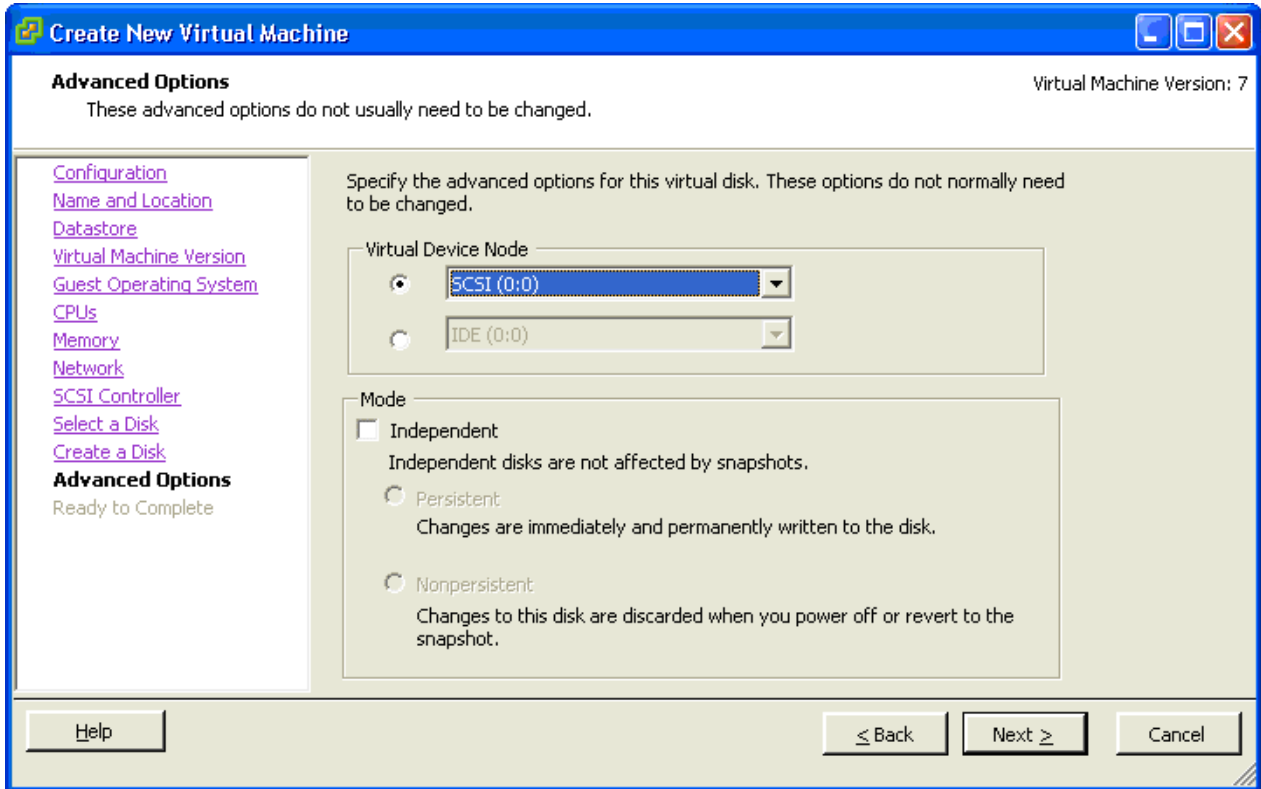 Create New Virtual Machine
Advanced Options
Virtual Machine Version: 7
These advanced options do not usually need to be changed.
Configuration
Name and Location
Datastore
Virtual Machine Version
Guest Operating System
CPUs
Memory
Network
SCSI Controller
Select a Disk
Create a Disk
Advanced Options
Ready to Complete
Specify the advanced options for this virtual disk. These options do not normally need
to be changed.
Virtual Device Node
SCSI (0:0)
IDE (0:0)
Mode
Independent
Independent disks are not affected by snapshots.
Persistent
Changes are immediately and permanently written to the disk.
Nonpersistent
Changes to this disk are discarded when you power off or revert to the
snapshot.
Help
< Back
Next >
Cancel